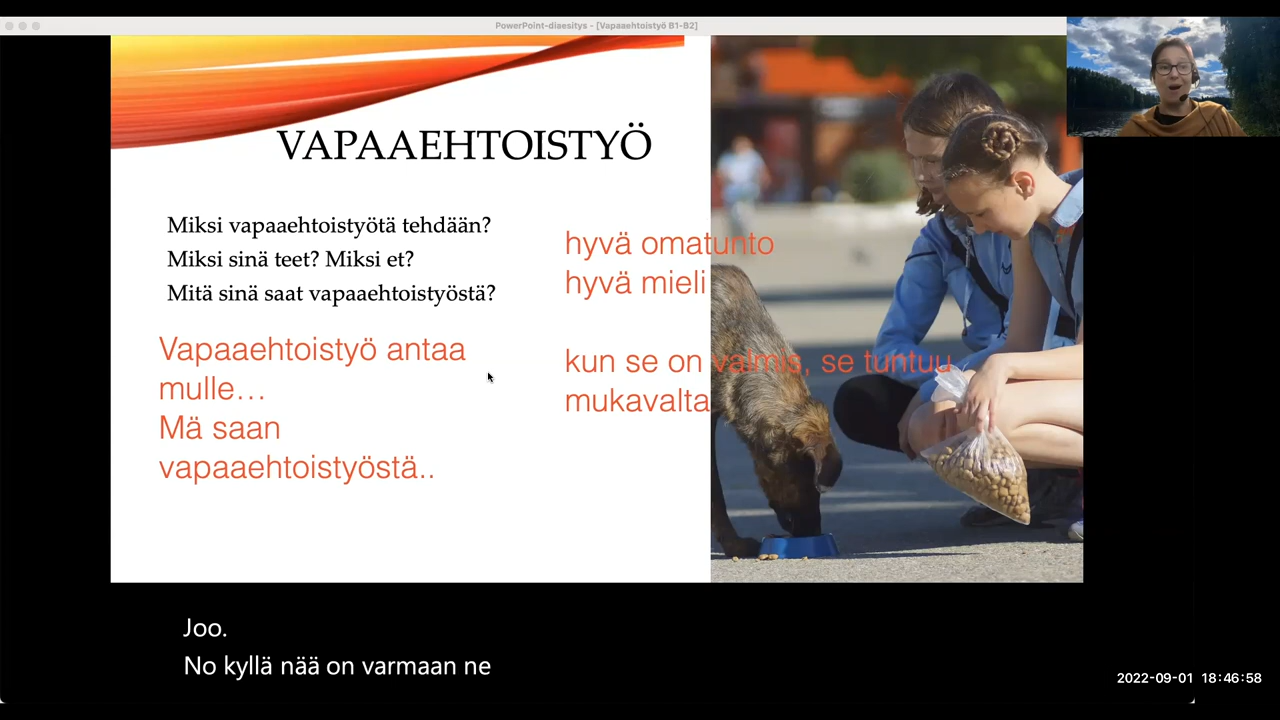 PowerPoint-diaesitys - [Vapaaehtoistyö B1-B2]
VAPAAEHTOISTYÖ
Miksi vapaaehtoistyötä tehdään?
Miksi sinä teet? Miksi et?
Mitä sinä saat vapaaehtoistyöstä?
Vapaaehtoistyö antaa
mulle...
Mä saan
vapaaehtoistyöstä..
hyvä omatunto
hyvä mieli
kun se on valmis, se tuntuu
mukavalta
Joo.
No kyllä nää on varmaan ne
2022-09-01 18:46:58